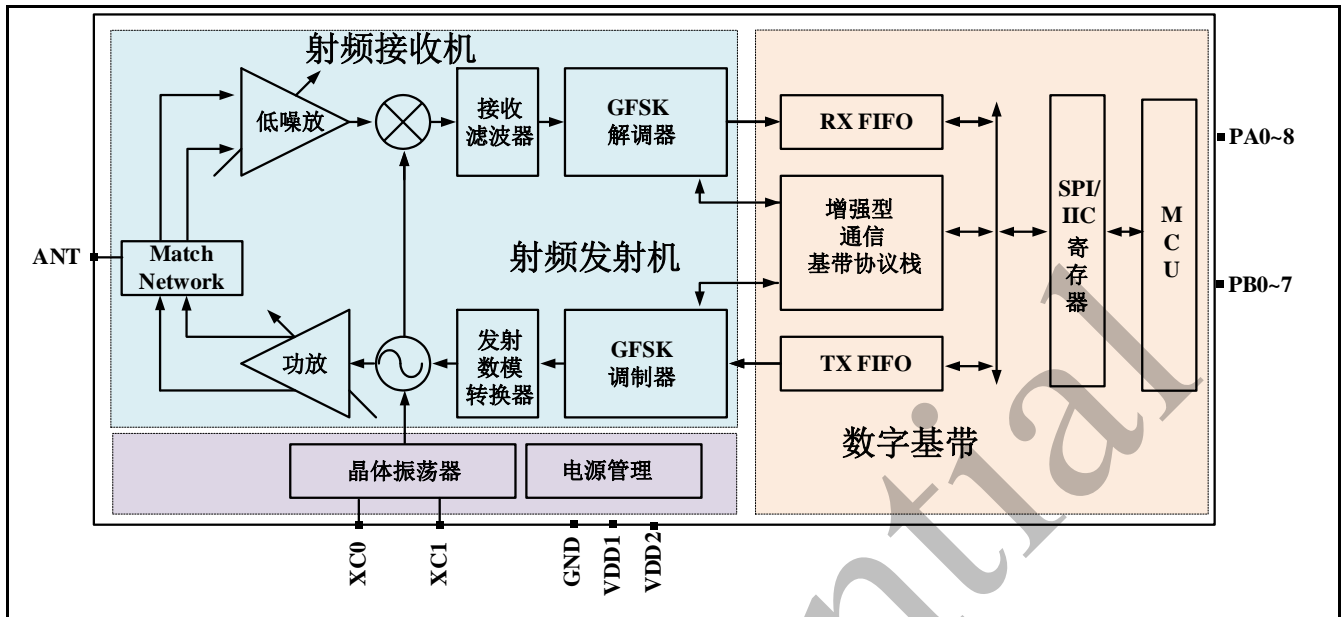 射频接收机
低噪放
接收
滤波器
GFSK
解调器
RX FIFO
PA0~8
SPI/
IIC
寄
存
器
M
C
U
增强型
通信
基带协议栈
ANT
Match
Network
射频发射机
PB0~7
功放
发射
数模
转换器
GFSK
调制器
TX FIFO
数字基带
晶体振荡器
电源管理
XC0
XC1
GND
VDD1
VDD2
ntial